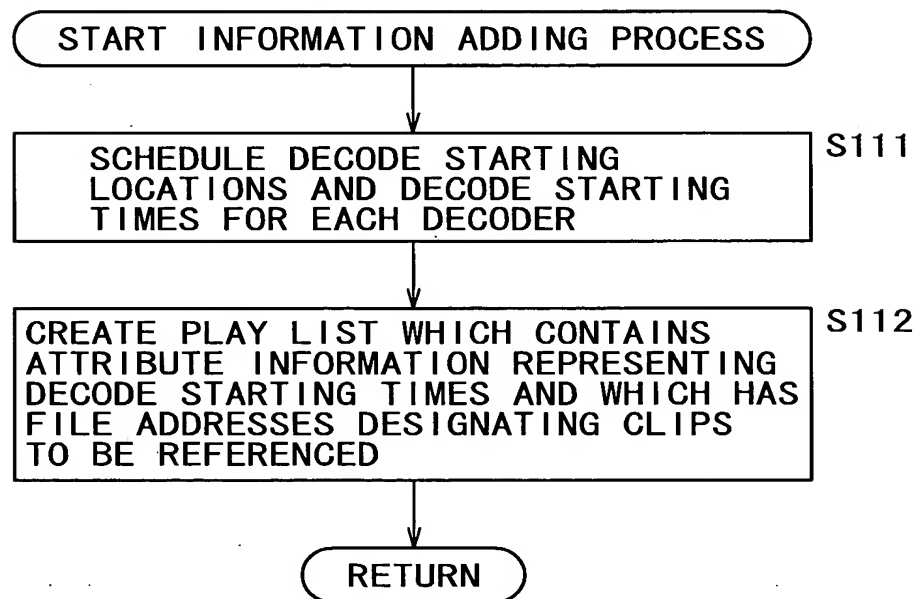 START INFORMATION ADDING PROCESS
SCHEDULE DECODE STARTING
LOCATIONS AND DECODE STARTING
TIMES FOR EACH DECODER
S111
CREATE PLAY LIST WHICH CONTAINS
ATTRIBUTE INFORMATION REPRESENTING
DECODE STARTING TIMES AND WHICH HAS
FILE ADDRESSES DESIGNATING CLIPS
TO BE REFERENCED
S112
RETURN